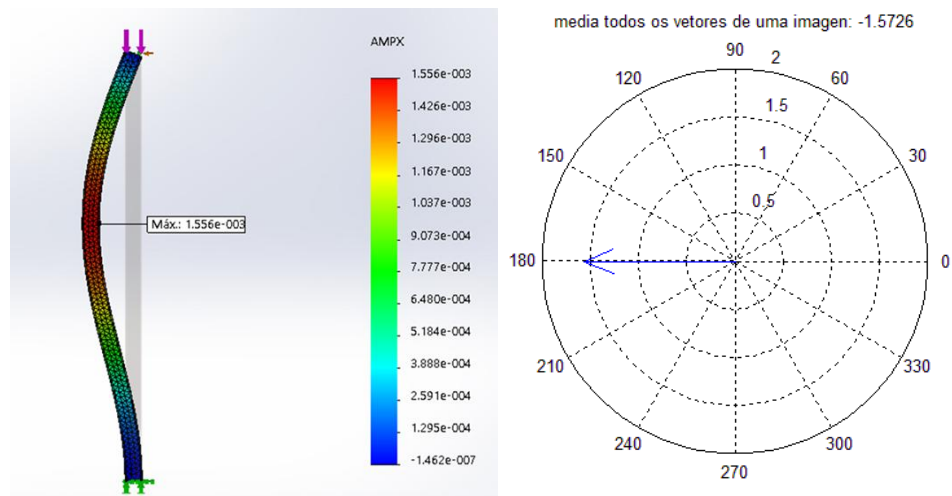 AMPX
1.556e-003
1.426e-003
1.296e-003
1.167e-003
1.037e-003
9.073e-004
7.777e-004
6.480e-004
5.184e-004
3.888e-004
2.591e-004
1.295e-004
-1.462e-007
Máx.: 1.556e-003
media todos os vetores de uma imagen: -1.5726
90
2
120
60
1.5
1
150
30
0.5
180
0
210
330
240
300
270